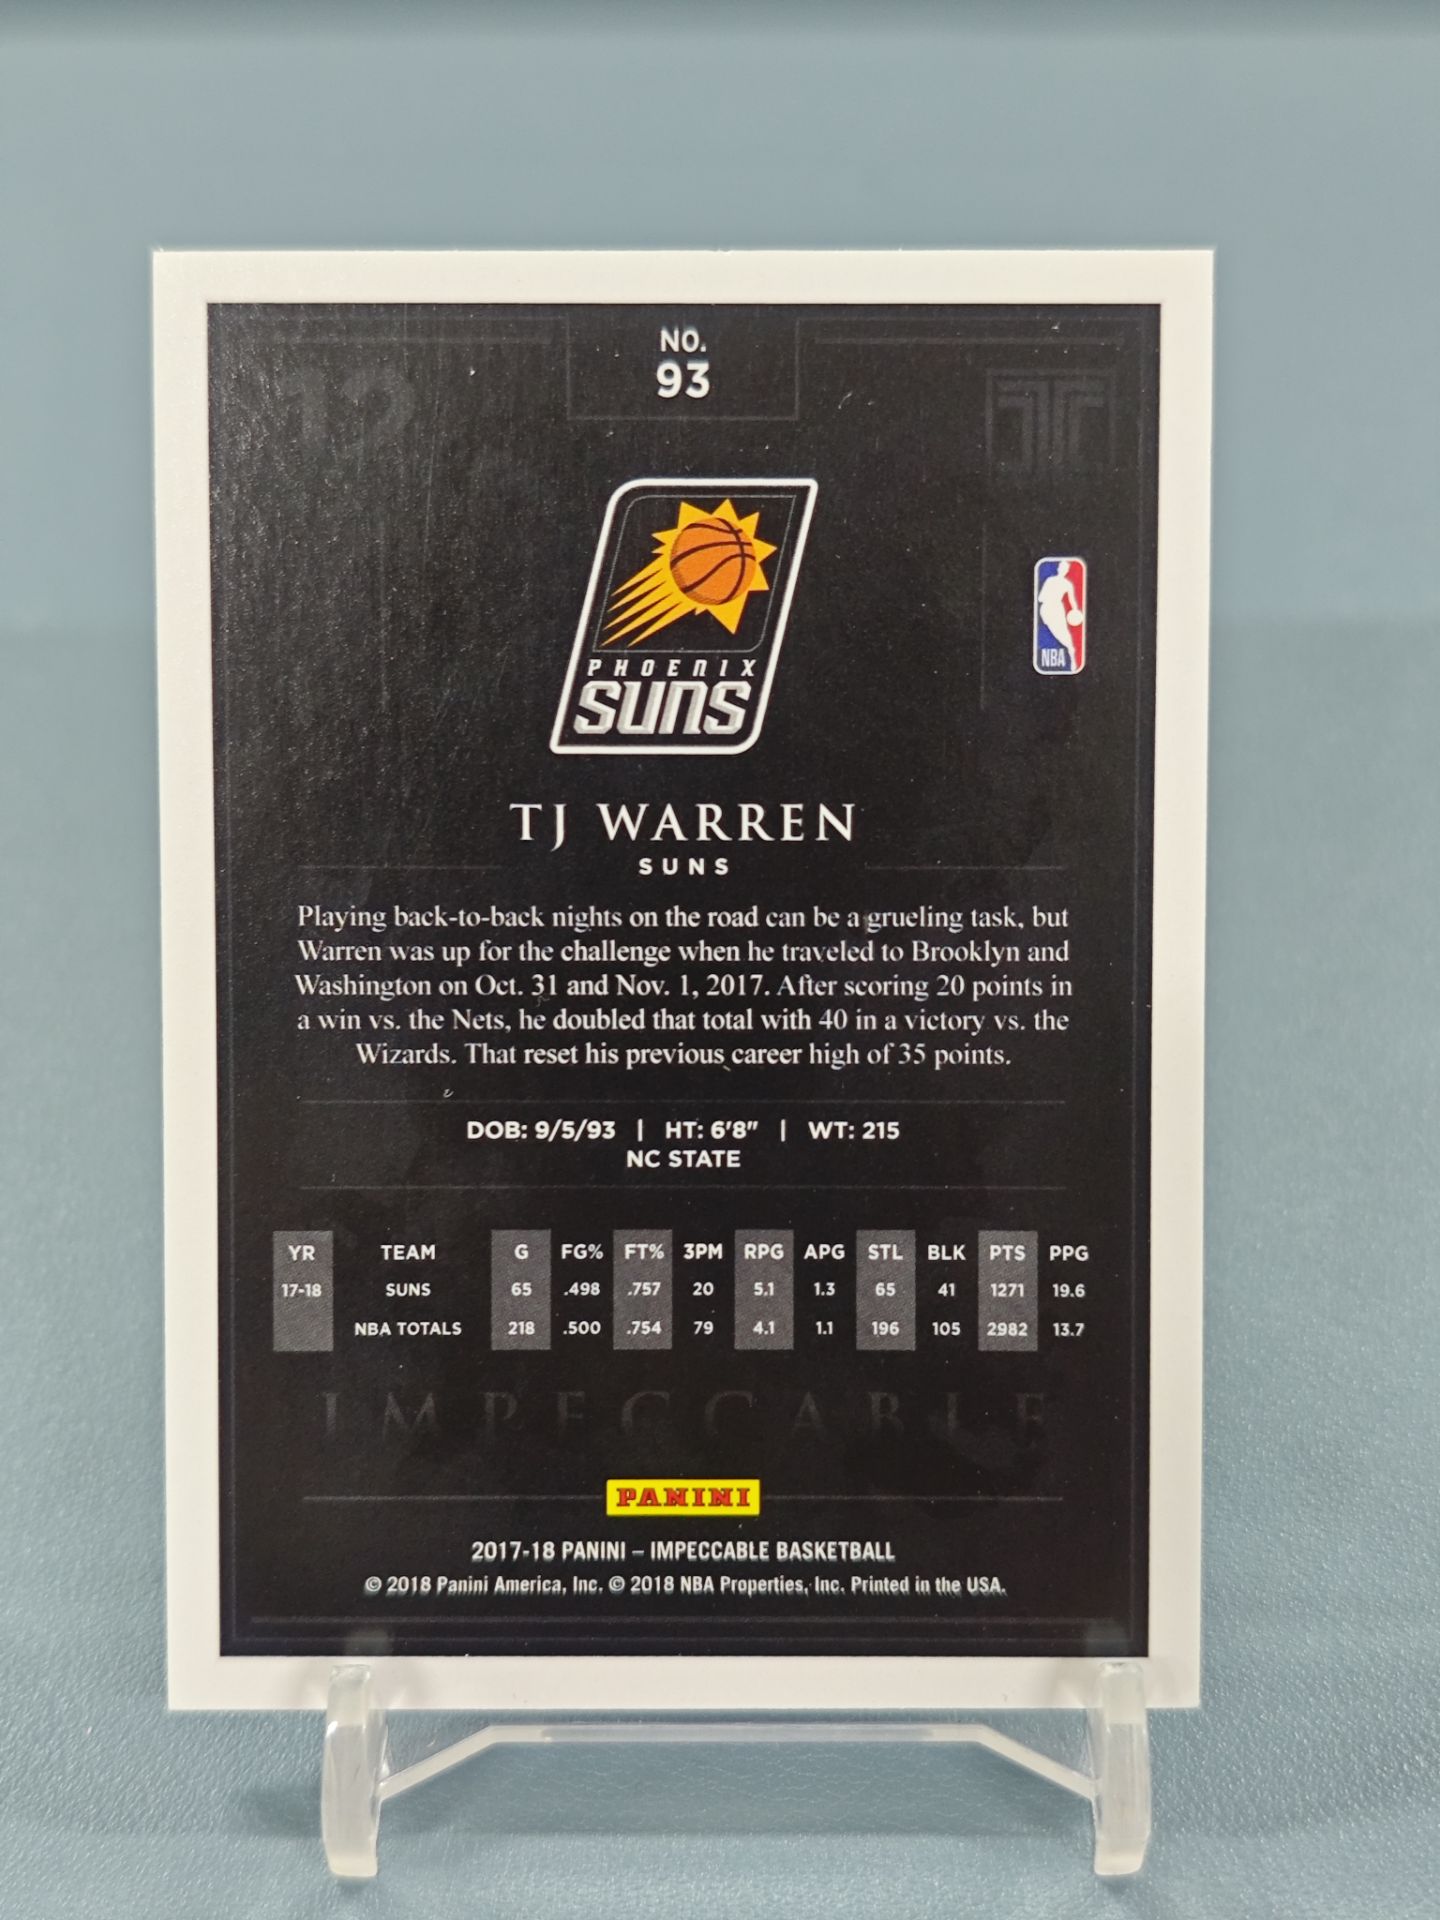 NO.
93
12
NBA
PHOENIX
SUNS
TJ WARREN
SUNS
Playing back-to-back nights on the road can be a grueling task, but
Warren was up for the challenge when he traveled to Brooklyn and
Washington on Oct. 31 and Nov. 1, 2017. After scoring 20 points in
a win vs. the Nets, he doubled that total with 40 in a victory vs. the
Wizards. That reset his previous career high of 35 points.
DOB: 9/5/93 | HT: 6'8" | WT: 215
NC STATE
YR TEAM G FG% FT% 3PM RPG APG STL BLK PTS PPG
17-18 SUNS 65 .498 .757 20 5.1 1.3 65 41 1271 19.6
NBA TOTALS 218 .500 .754 79 4.1 1.1 196 105 2982 13.7
IMPECCABLE
PANINI
2017-18 PANINI – IMPECCABLE BASKETBALL
© 2018 Panini America, Inc. © 2018 NBA Properties, Inc. Printed in the USA.